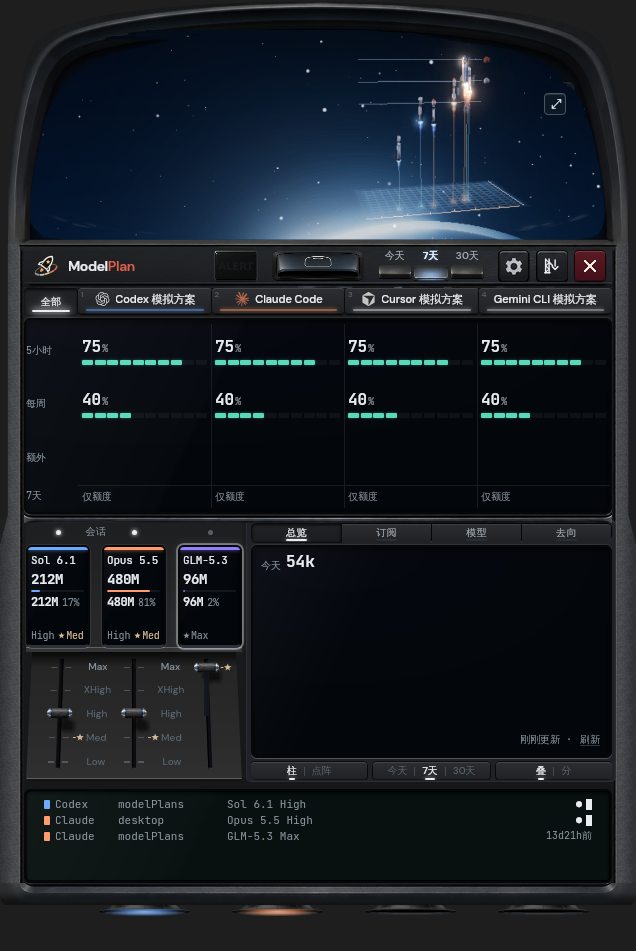 ModelPlan
ALERT
今天 7天 30天
全部
1 Codex 模拟方案
2 Claude Code
3 Cursor 模拟方案
4 Gemini CLI 模拟方案
5小时 75% 75% 75% 75%
每周 40% 40% 40% 40%
额外
7天 仅额度 仅额度 仅额度 仅额度
会话
Sol 6.1 Opus 5.5 GLM-5.3
212M 480M 96M
212M 17% 480M 81% 96M 2%
High ★Med High ★Med ★Max
Max Max
XHigh XHigh
High High
★Med ★Med
Low Low
总览 订阅 模型 去向
今天 54k
刚刚更新 · 刷新
柱 | 点阵 今天 | 7天 | 30天 叠 | 分
Codex modelPlans Sol 6.1 High
Claude desktop Opus 5.5 High
Claude modelPlans GLM-5.3 Max 13d21h前